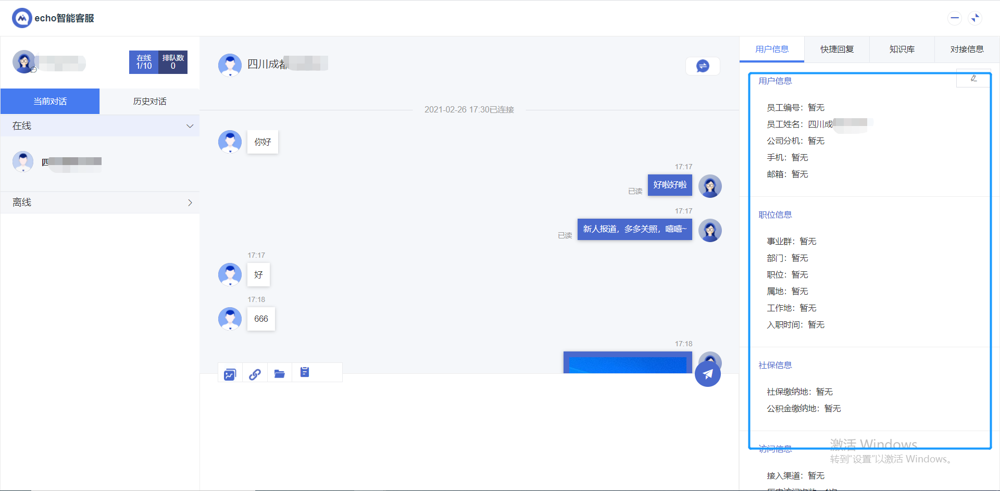 echo智能客服
在线 排队数
1/10 0
当前对话 历史对话
在线
四
离线
四川成都
2021-02-26 17:30已连接
你好
17:17
已读 好啦好啦
17:17
已读 新人报道，多多关照，嘻嘻~
17:17
好
17:18
666
17:18
用户信息 快捷回复 知识库 对接信息
用户信息
员工编号：暂无
员工姓名：四川成
公司分机：暂无
手机：暂无
邮箱：暂无
职位信息
事业群：暂无
部门：暂无
职位：暂无
属地：暂无
工作地：暂无
入职时间：暂无
社保信息
社保缴纳地：暂无
公积金缴纳地：暂无
访问信息
激活 Windows
转到“设置”以激活 Windows。
接入渠道：暂无